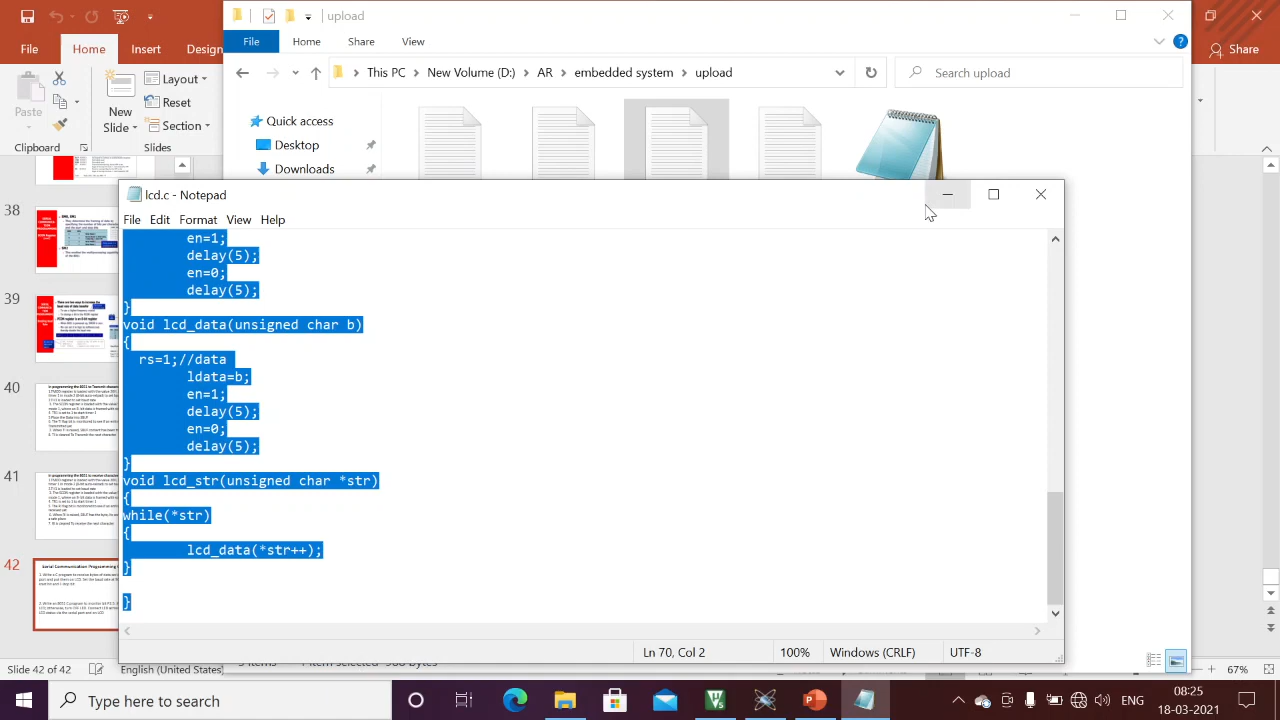 upload
File
Home
Insert
Design
Share
File
Home
Share
View
This PC
New Volume (D:)
AR
embedded system
upload
Search upload
Paste
New
Slide
Layout
Reset
Section
Clipboard
Slides
Quick access
Desktop
Downloads
lcd.c - Notepad
File Edit Format View Help
en=1;
delay(5);
en=0;
delay(5);
}
void lcd_data(unsigned char b)
{
rs=1;//data
ldata=b;
en=1;
delay(5);
en=0;
delay(5);
}
void lcd_str(unsigned char *str)
{
while(*str)
{
lcd_data(*str++);
}
}
38
39
40
41
42
Ln 70, Col 2
100%
Windows (CRLF)
UTF-8
Slide 42 of 42
English (United States)
67%
Type here to search
ENG
08:25
18-03-2021